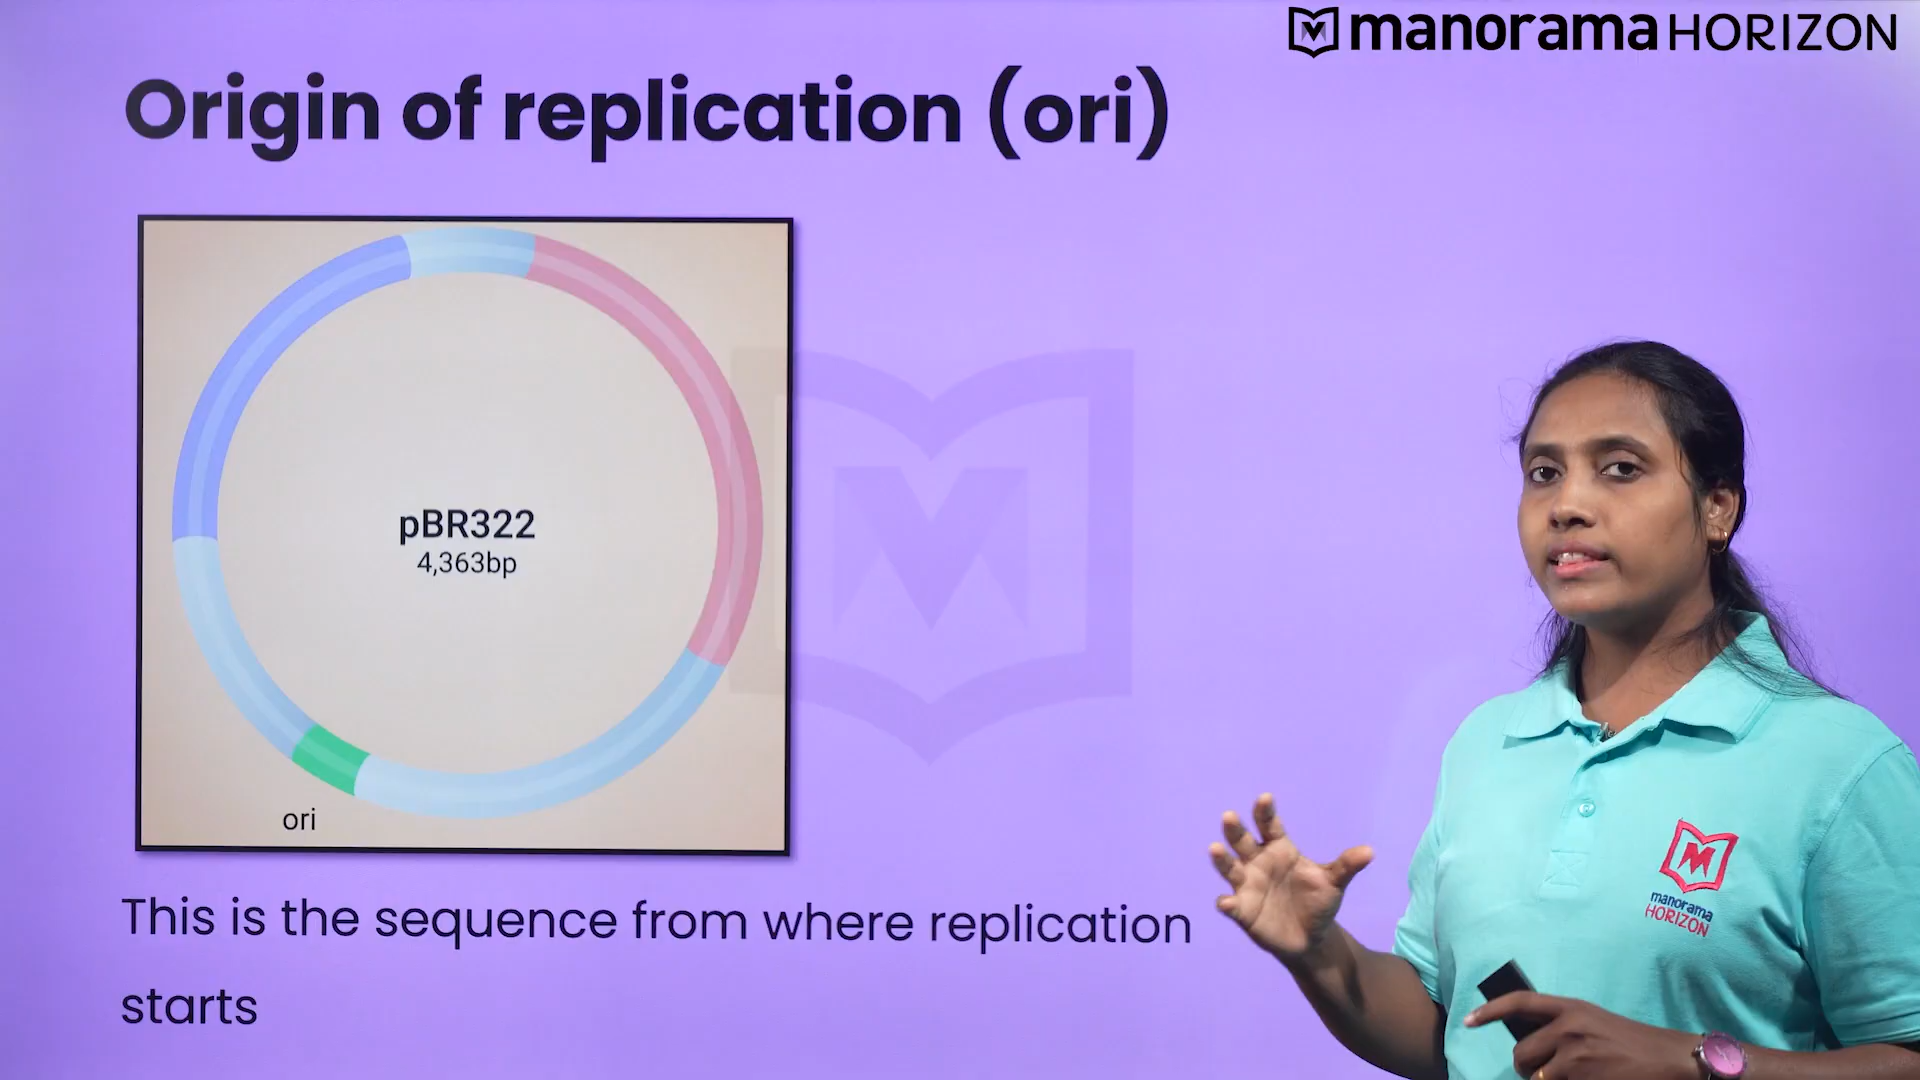 manorama HORIZON
Origin of replication (ori)
pBR322
4,363bp
ori
This is the sequence from where replication
starts
manorama
HORIZON